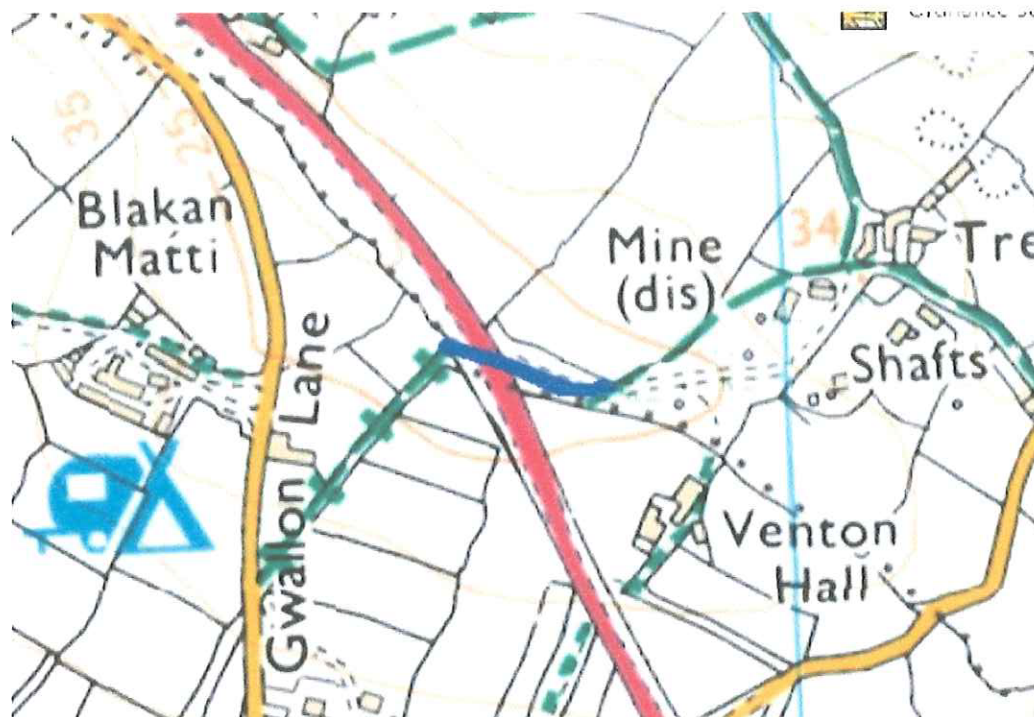 35
25
Blakan
Matti
Mine
(dis)
34
Tre
Shafts
Gwallon Lane
Venton
Hall